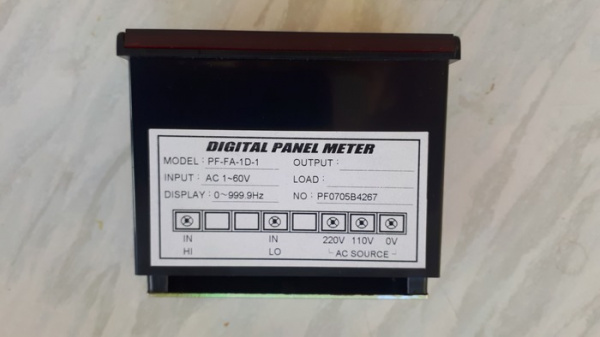 DIGITAL PANEL METER
MODEL : PF-FA-1D-1 OUTPUT :
INPUT : AC 1~60V LOAD :
DISPLAY : 0~999.9Hz NO : PF0705B4267
IN IN 220V 110V 0V
HI LO AC SOURCE